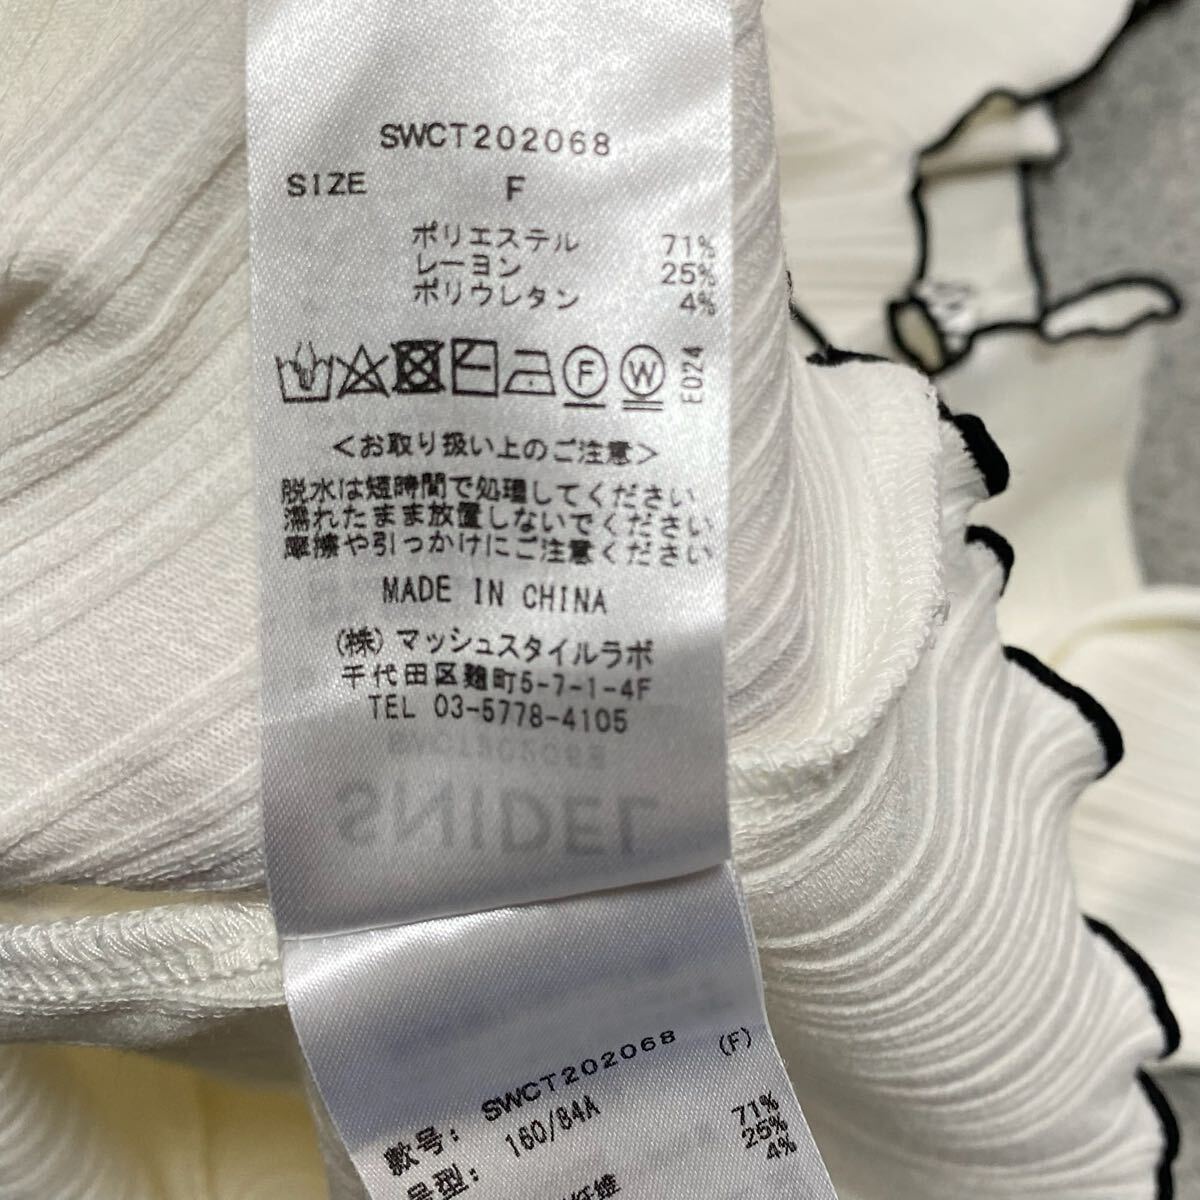 SWCT202068
SIZE F
ポリエステル 71%
レーヨン 25%
ポリウレタン 4%
F W E024
<お取り扱い上のご注意>
脱水は短時間で処理してください
濡れたまま放置しないでください
摩擦や引っかけにご注意ください
MADE IN CHINA
(株)マッシュスタイルラボ
千代田区麹町5-7-1-4F
TEL 03-5778-4105
SWCT202068
SNIDEL
款号: SWCT202068 (F)
号型: 160/84A
71%
25%
4%